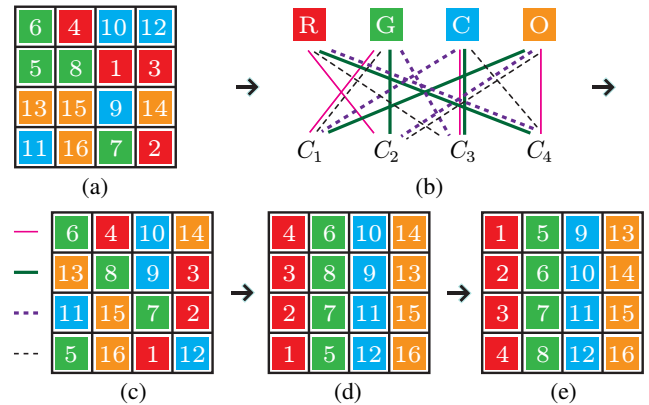 6 4 10 12
5 8 1 3
13 15 9 14
11 16 7 2
(a)
R G C O
C1 C2 C3 C4
(b)
6 4 10 14
13 8 9 3
11 15 7 2
5 16 1 12
(c)
4 6 10 14
3 8 9 13
2 7 11 15
1 5 12 16
(d)
1 5 9 13
2 6 10 14
3 7 11 15
4 8 12 16
(e)